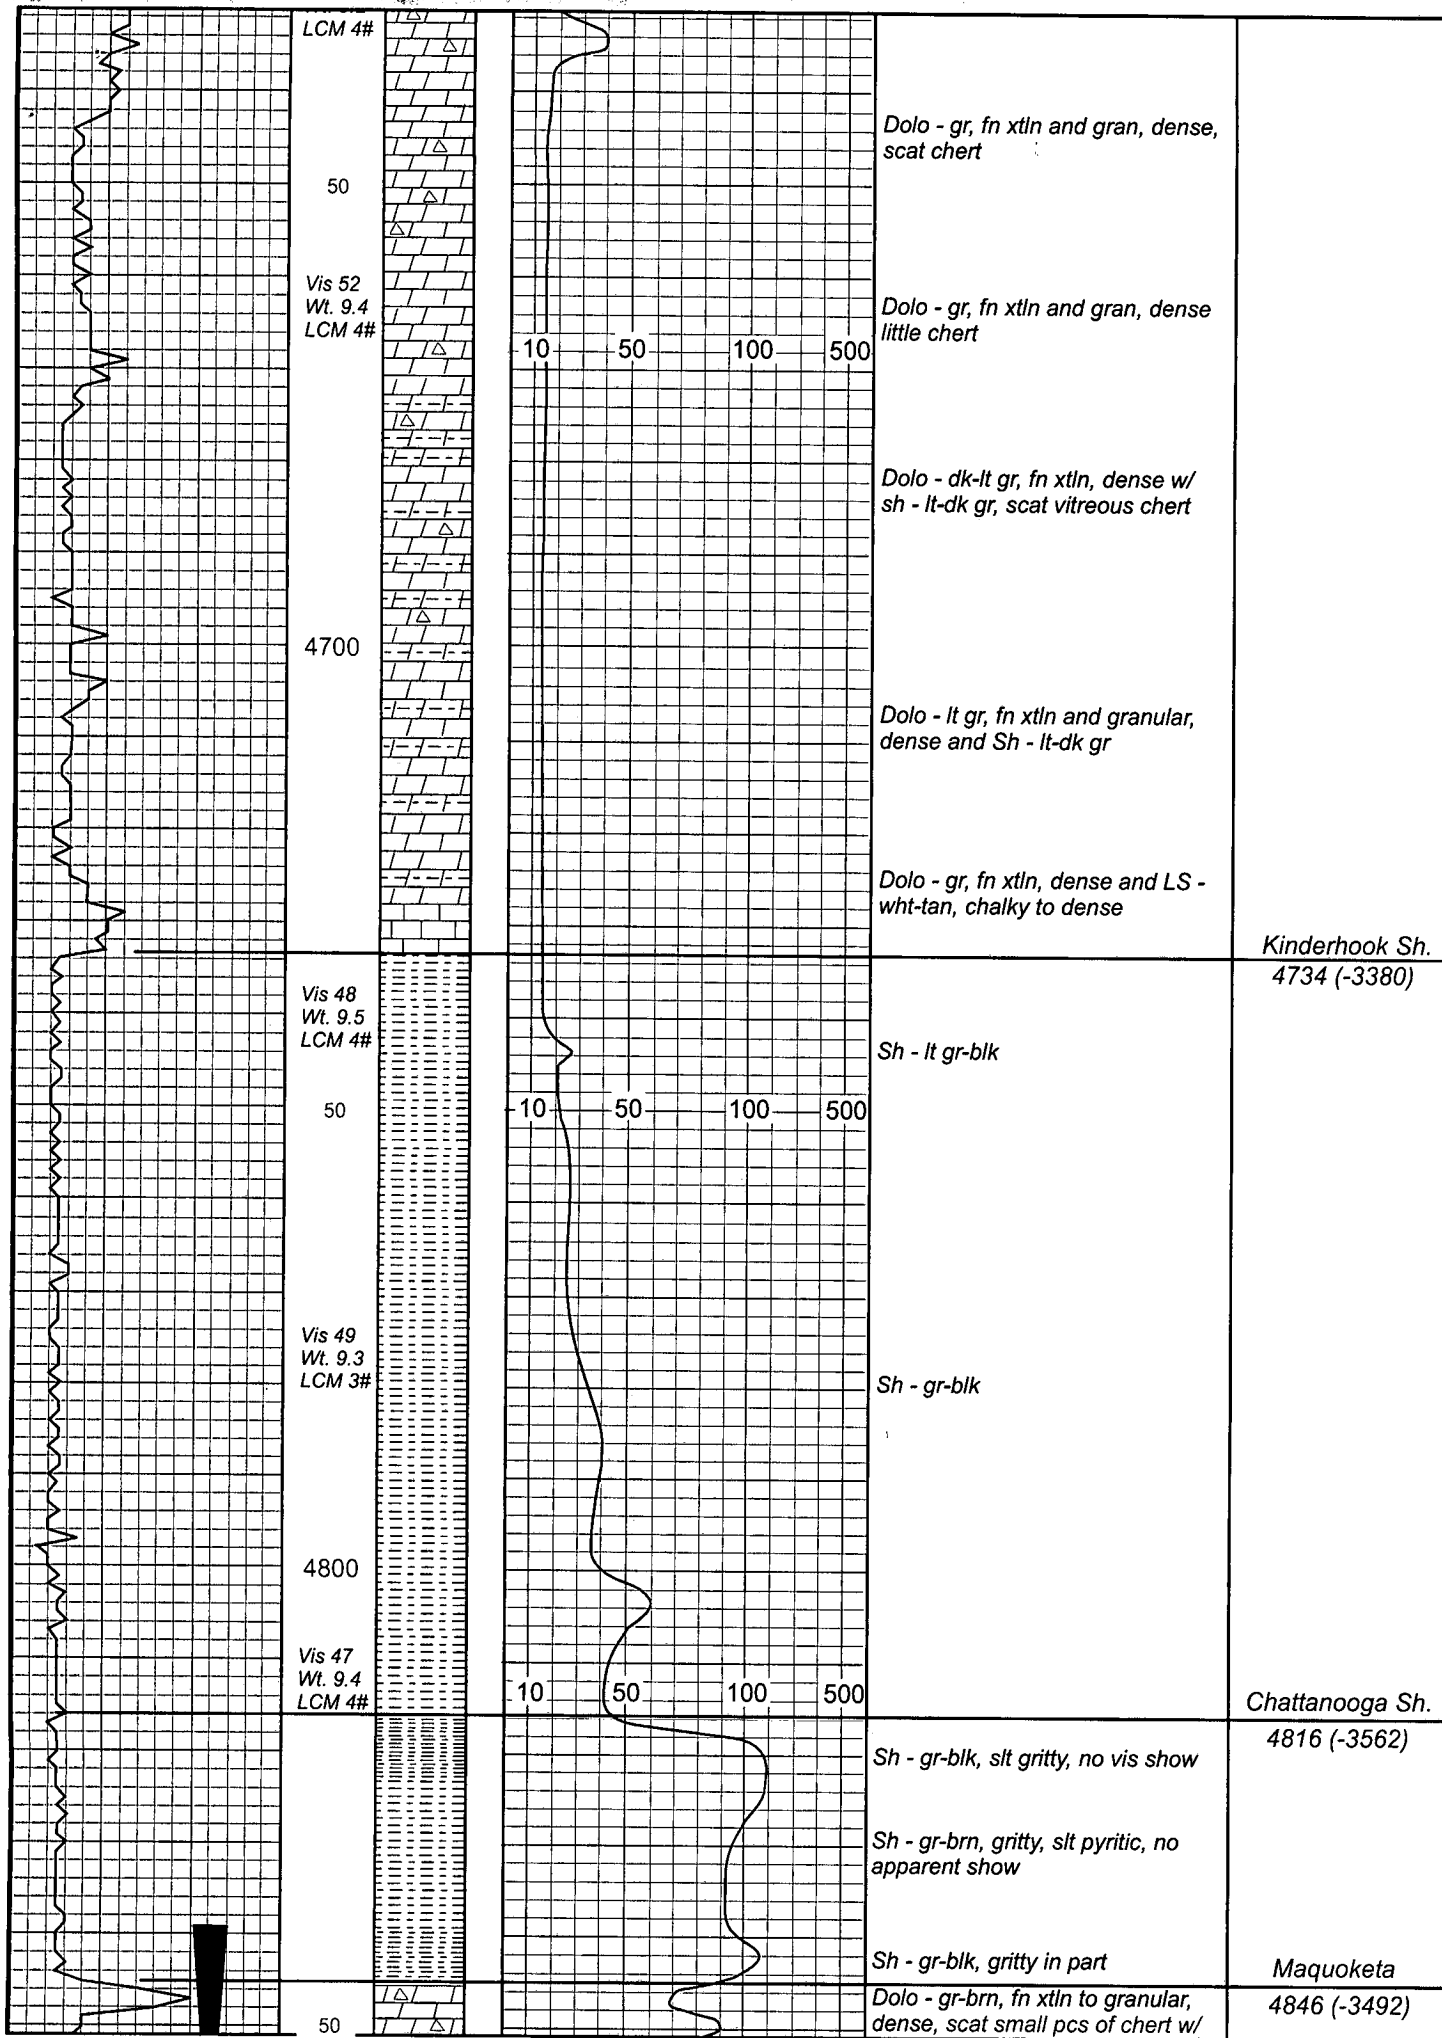 LCM 4#
Dolo - gr, fn xtln and gran, dense,
scat chert
50
Vis 52
Wt. 9.4
LCM 4#
Dolo - gr, fn xtln and gran, dense
little chert
10 50 100 500
Dolo - dk-lt gr, fn xtln, dense w/
sh - lt-dk gr, scat vitreous chert
4700
Dolo - lt gr, fn xtln and granular,
dense and Sh - lt-dk gr
Dolo - gr, fn xtln, dense and LS -
wht-tan, chalky to dense
Kinderhook Sh.
4734 (-3380)
Vis 48
Wt. 9.5
LCM 4#
Sh - lt gr-blk
50
10 50 100 500
Vis 49
Wt. 9.3
LCM 3#
Sh - gr-blk
4800
Vis 47
Wt. 9.4
LCM 4#
10 50 100 500
Chattanooga Sh.
4816 (-3562)
Sh - gr-blk, slt gritty, no vis show
Sh - gr-brn, gritty, slt pyritic, no
apparent show
Sh - gr-blk, gritty in part
Maquoketa
4846 (-3492)
Dolo - gr-brn, fn xtln to granular,
dense, scat small pcs of chert w/
50